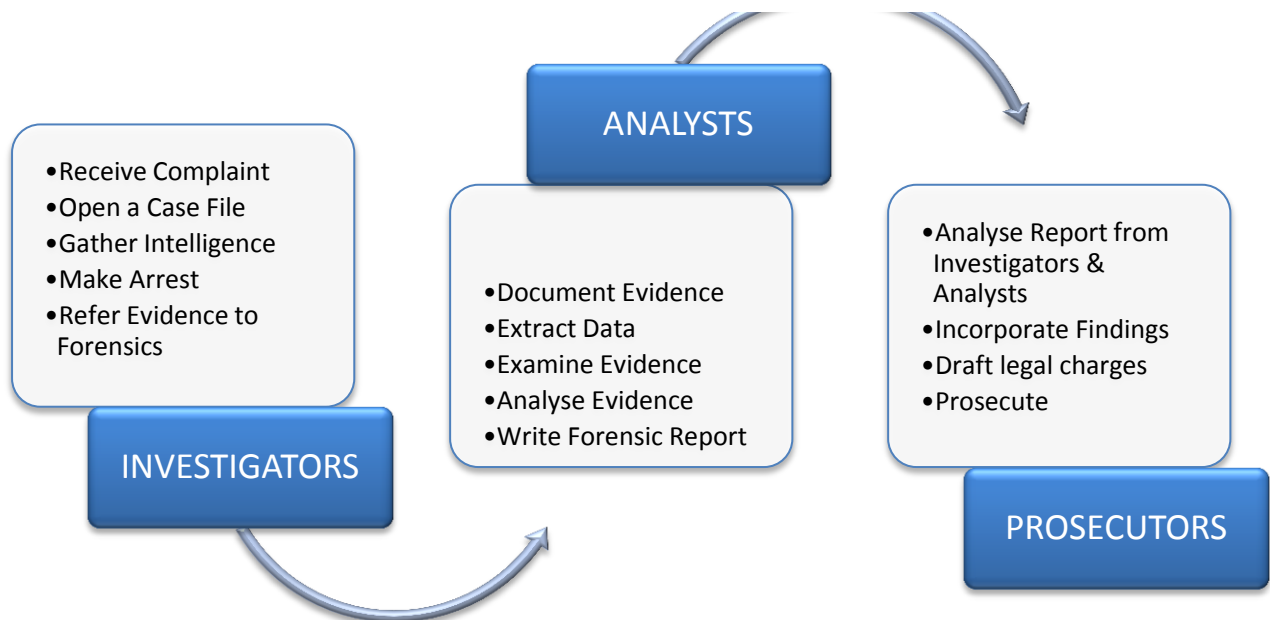 •Receive Complaint
•Open a Case File
•Gather Intelligence
•Make Arrest
•Refer Evidence to
Forensics
INVESTIGATORS
ANALYSTS
•Document Evidence
•Extract Data
•Examine Evidence
•Analyse Evidence
•Write Forensic Report
•Analyse Report from
Investigators &
Analysts
•Incorporate Findings
•Draft legal charges
•Prosecute
PROSECUTORS